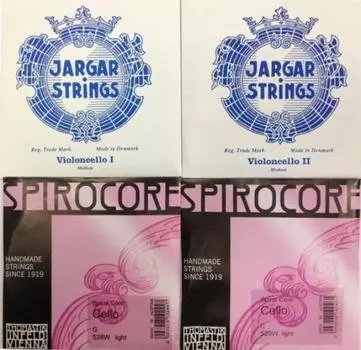 JARGAR
STRINGS
Reg. Trade Mark. Made in Denmark
Violoncello I
Medium
JARGAR
STRINGS
Reg. Trade Mark. Made in Denmark
Violoncello II
Medium
SPIROCORE
HANDMADE
STRINGS
SINCE 1919
Spiral Core
Cello
G
S28W light
THOMASTIK
INFELD
VIENNA
SPIROCORE
HANDMADE
STRINGS
SINCE 1919
Spiral Core
Cello
C
S29W light
THOMASTIK
INFELD
VIENNA